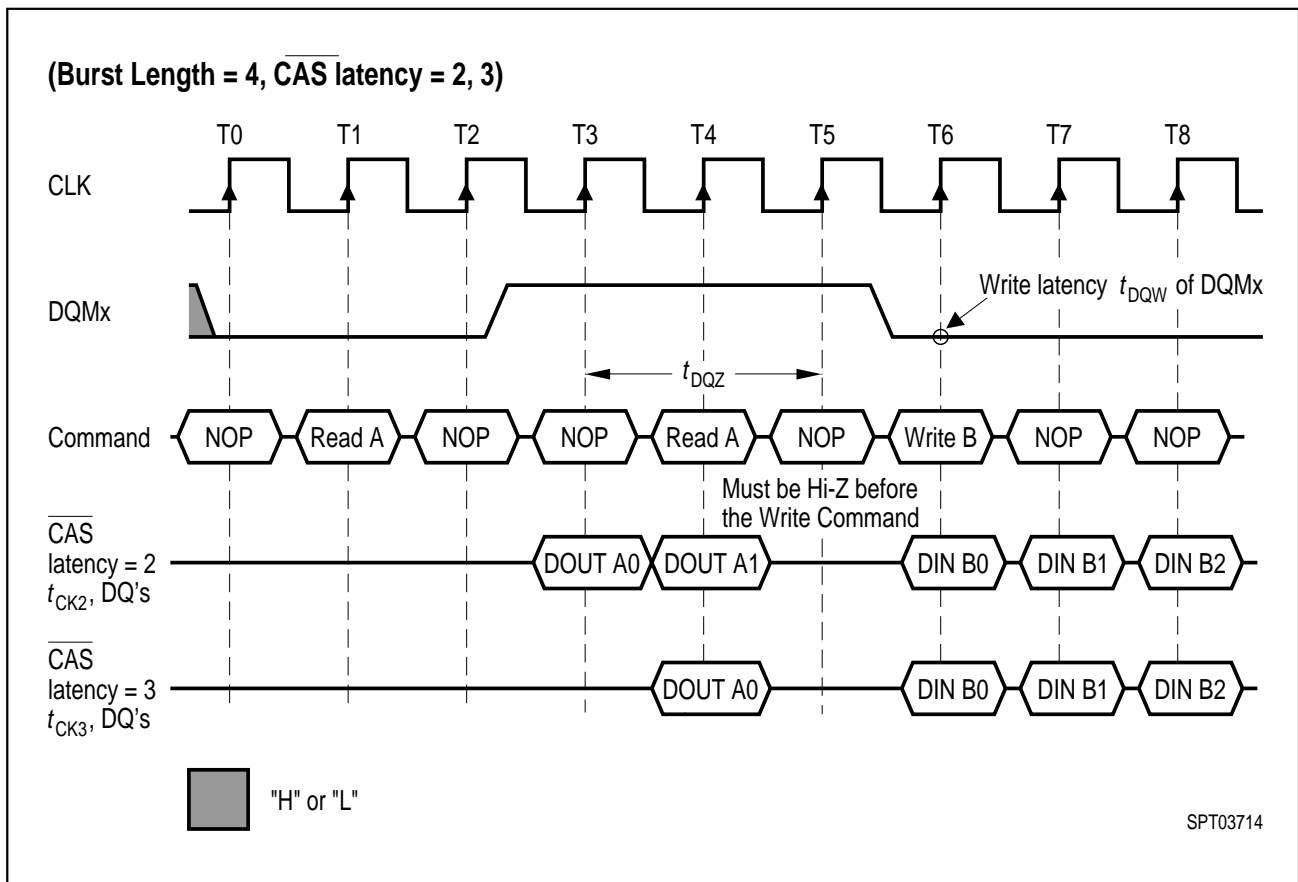 (Burst Length = 4, CAS latency = 2, 3)
T0 T1 T2 T3 T4 T5 T6 T7 T8
CLK
Write latency tDQW of DQMx
DQMx
tDQZ
Command NOP Read A NOP NOP Read A NOP Write B NOP NOP
Must be Hi-Z before
the Write Command
CAS
latency = 2 DOUT A0 DOUT A1 DIN B0 DIN B1 DIN B2
tCK2, DQ's
CAS
latency = 3 DOUT A0 DIN B0 DIN B1 DIN B2
tCK3, DQ's
"H" or "L"
SPT03714